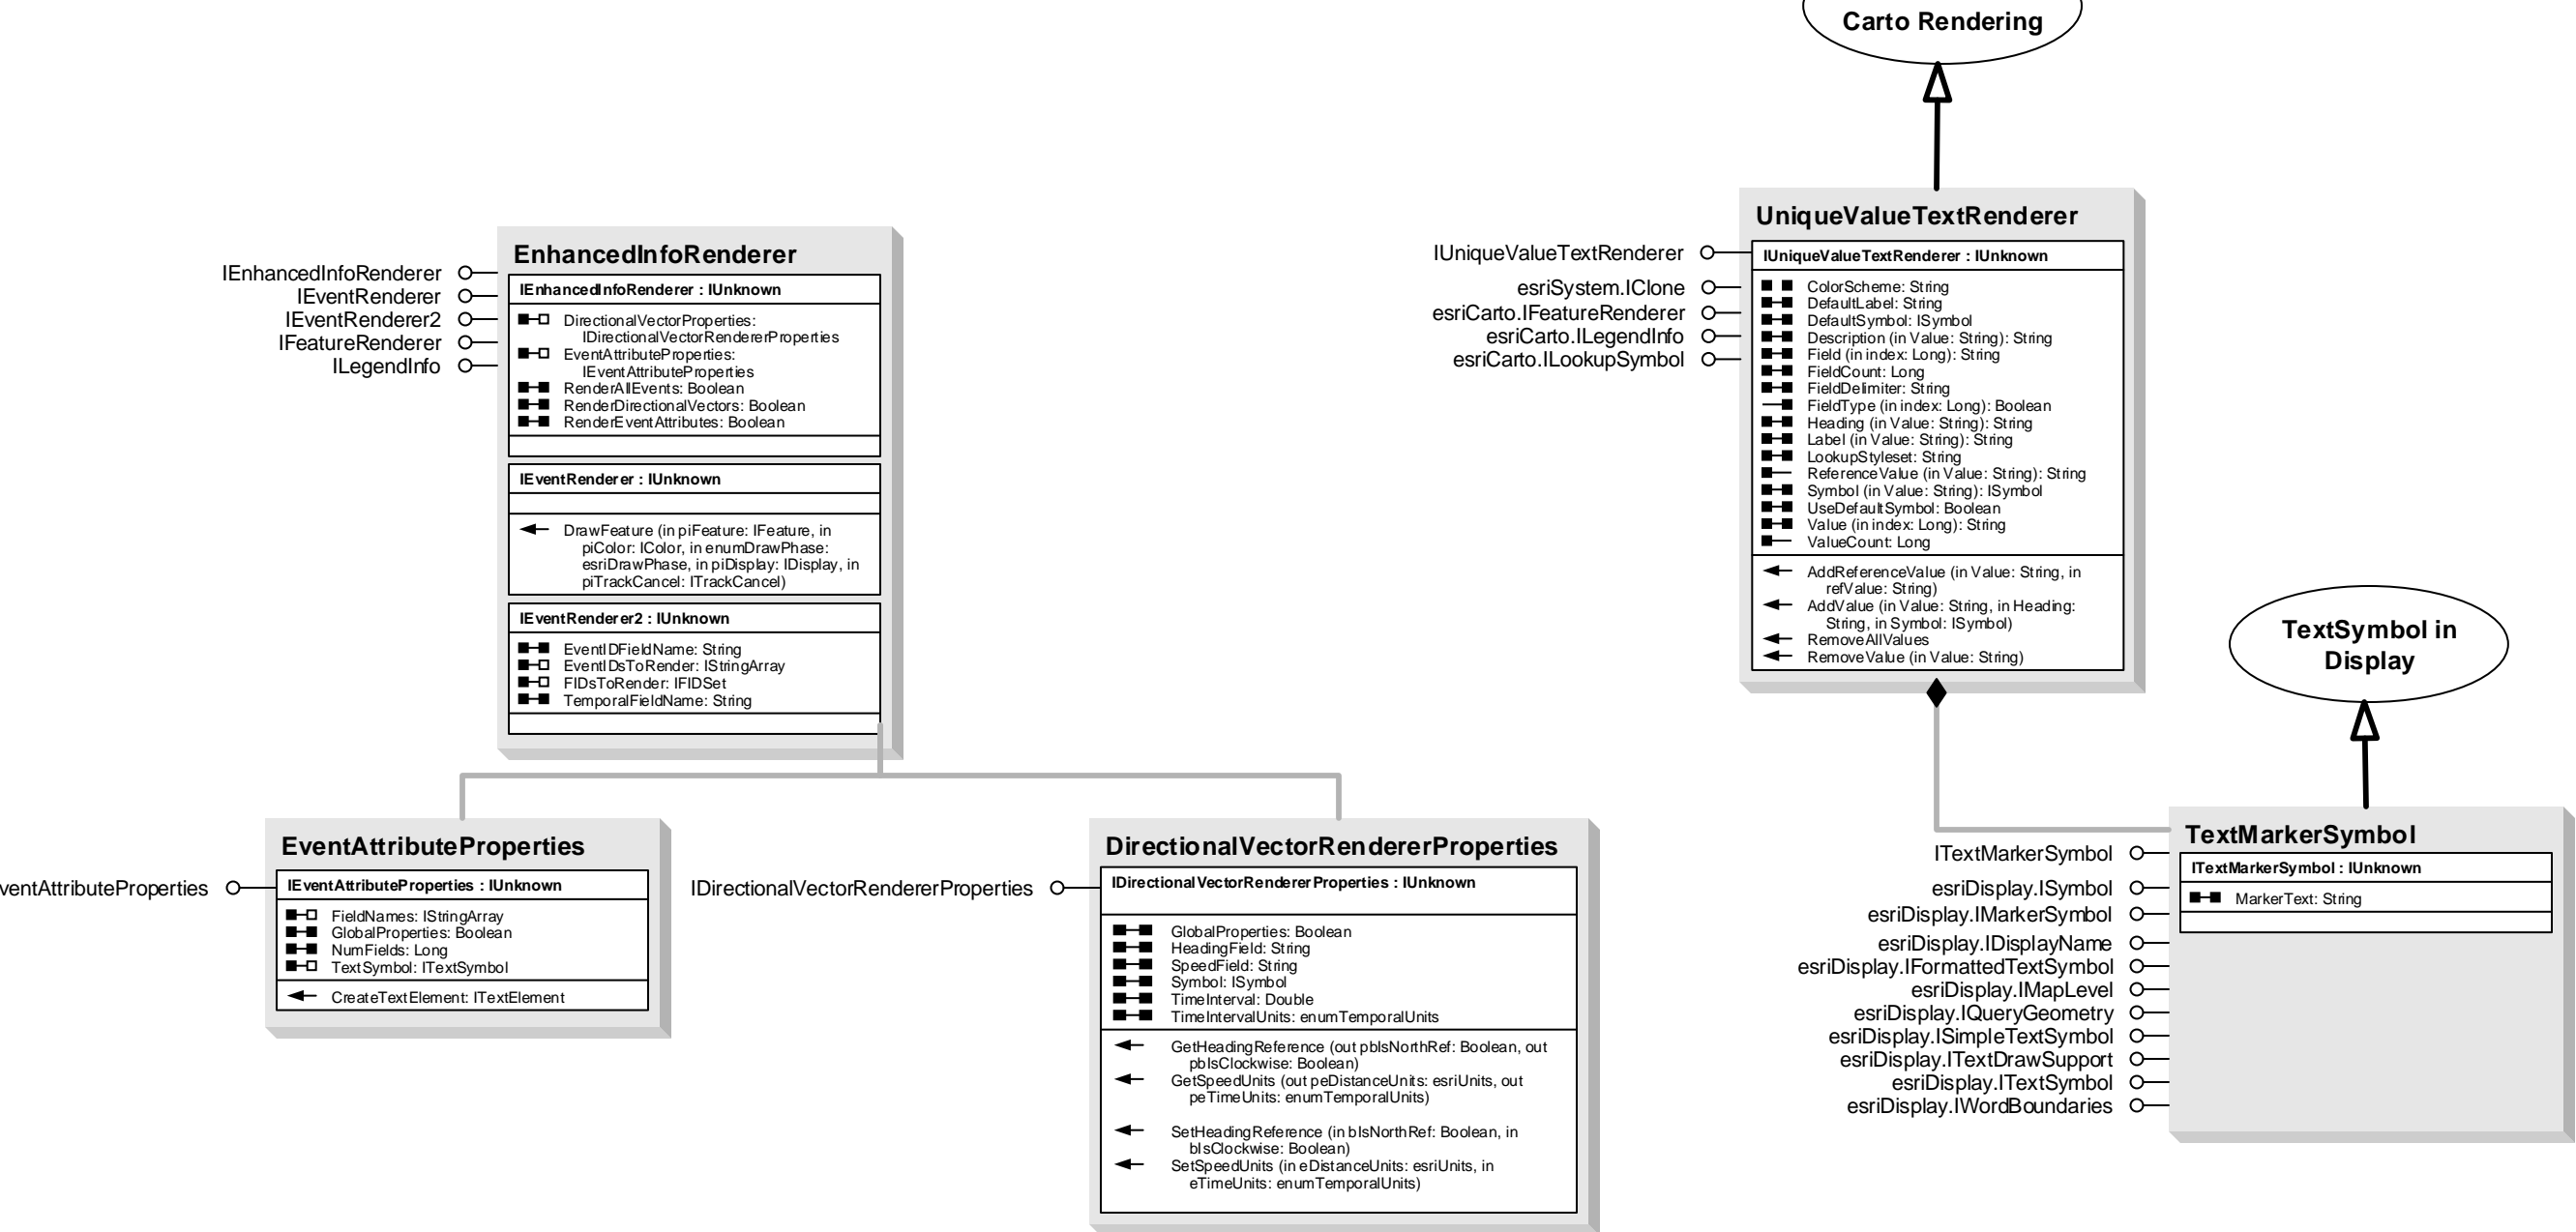 Carto Rendering
EnhancedInfoRenderer
IEnhancedInfoRenderer
IEventRenderer
IEventRenderer2
IFeatureRenderer
ILegendInfo
IEnhancedInfoRenderer : IUnknown
DirectionalVectorProperties:
IDirectionalVectorRendererProperties
EventAttributeProperties:
IEventAttributeProperties
RenderAllEvents: Boolean
RenderDirectionalVectors: Boolean
RenderEventAttributes: Boolean
IEventRenderer : IUnknown
DrawFeature (in piFeature: IFeature, in
piColor: IColor, in enumDrawPhase:
esriDrawPhase, in piDisplay: IDisplay, in
piTrackCancel: ITrackCancel)
IEventRenderer2 : IUnknown
EventIDFieldName: String
EventIDsToRender: IStringArray
FIDsToRender: IFIDSet
TemporalFieldName: String
UniqueValueTextRenderer
IUniqueValueTextRenderer
esriSystem.IClone
esriCarto.IFeatureRenderer
esriCarto.ILegendInfo
esriCarto.ILookupSymbol
IUniqueValueTextRenderer : IUnknown
ColorScheme: String
DefaultLabel: String
DefaultSymbol: ISymbol
Description (in Value: String): String
Field (in index: Long): String
FieldCount: Long
FieldDelimiter: String
FieldType (in index: Long): Boolean
Heading (in Value: String): String
Label (in Value: String): String
LookupStyleset: String
ReferenceValue (in Value: String): String
Symbol (in Value: String): ISymbol
UseDefaultSymbol: Boolean
Value (in index: Long): String
ValueCount: Long
AddReferenceValue (in Value: String, in
refValue: String)
AddValue (in Value: String, in Heading:
String, in Symbol: ISymbol)
RemoveAllValues
RemoveValue (in Value: String)
TextSymbol in
Display
EventAttributeProperties
ventAttributeProperties
IEventAttributeProperties : IUnknown
FieldNames: IStringArray
GlobalProperties: Boolean
NumFields: Long
TextSymbol: ITextSymbol
CreateTextElement: ITextElement
DirectionalVectorRendererProperties
IDirectionalVectorRendererProperties
IDirectionalVectorRendererProperties : IUnknown
GlobalProperties: Boolean
HeadingField: String
SpeedField: String
Symbol: ISymbol
TimeInterval: Double
TimeIntervalUnits: enumTemporalUnits
GetHeadingReference (out pbIsNorthRef: Boolean, out
pbIsClockwise: Boolean)
GetSpeedUnits (out peDistanceUnits: esriUnits, out
peTimeUnits: enumTemporalUnits)
SetHeadingReference (in bIsNorthRef: Boolean, in
bIsClockwise: Boolean)
SetSpeedUnits (in eDistanceUnits: esriUnits, in
eTimeUnits: enumTemporalUnits)
TextMarkerSymbol
ITextMarkerSymbol
esriDisplay.ISymbol
esriDisplay.IMarkerSymbol
esriDisplay.IDisplayName
esriDisplay.IFormattedTextSymbol
esriDisplay.IMapLevel
esriDisplay.IQueryGeometry
esriDisplay.ISimpleTextSymbol
esriDisplay.ITextDrawSupport
esriDisplay.ITextSymbol
esriDisplay.IWordBoundaries
ITextMarkerSymbol : IUnknown
MarkerText: String